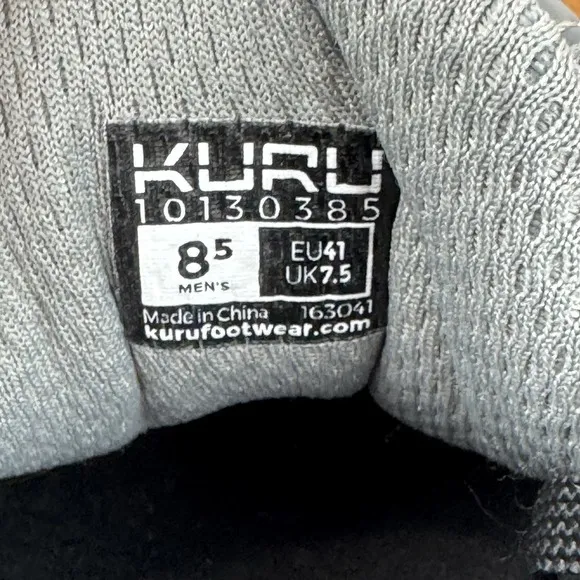 KURU
10130385
8⁵
MEN'S
EU41
UK7.5
Made in China 163041
kurufootwear.com